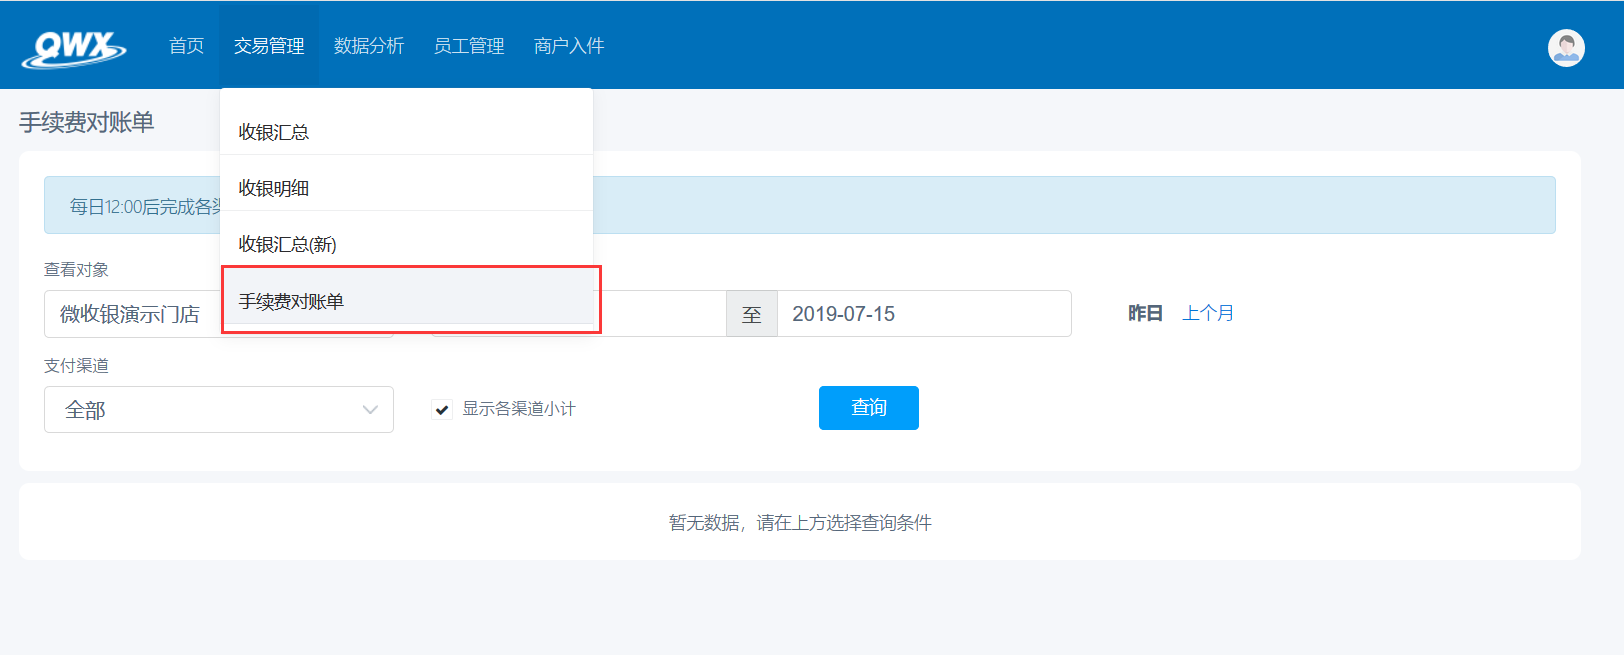 QWX 首页 交易管理 数据分析 员工管理 商户入件
手续费对账单
收银汇总
收银明细
每日12:00后完成各
收银汇总(新)
查看对象
手续费对账单
微收银演示门店 至 2019-07-15 昨日 上个月
支付渠道
全部 显示各渠道小计 查询
暂无数据，请在上方选择查询条件